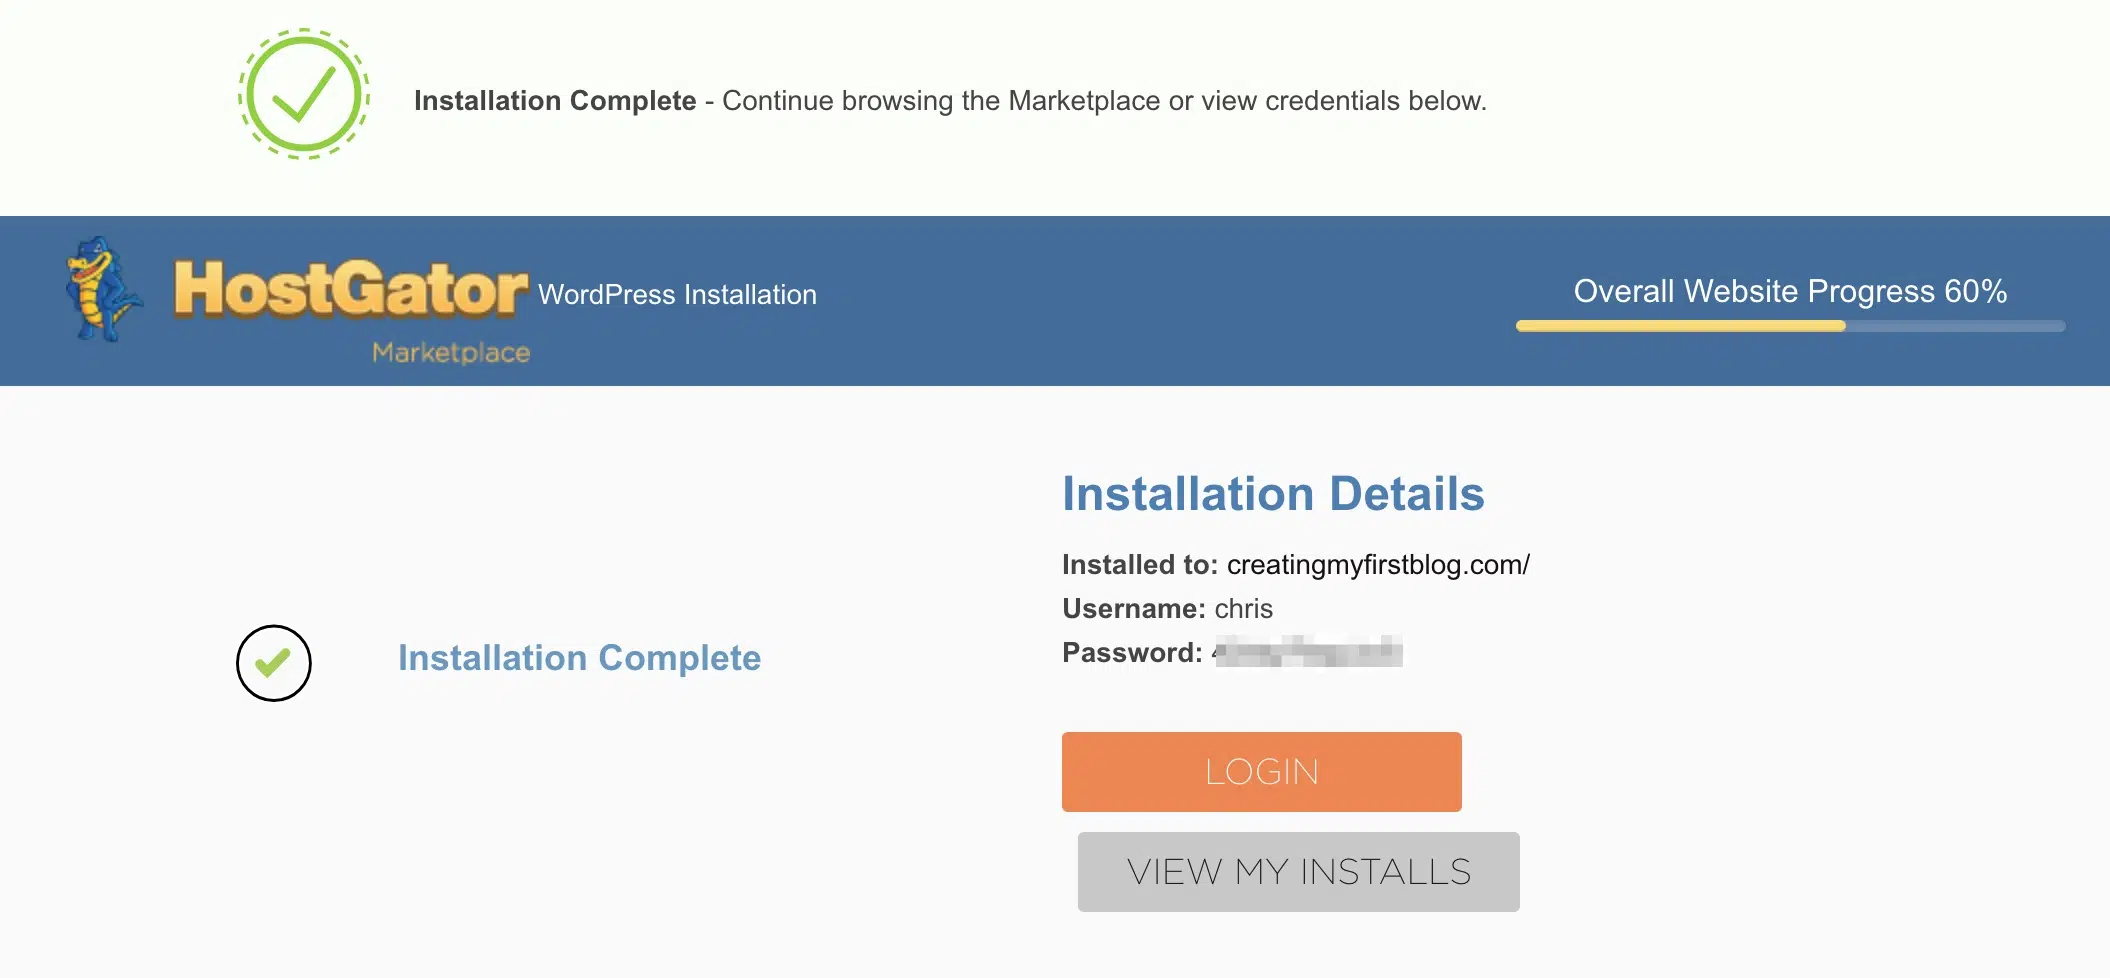 Installation Complete - Continue browsing the Marketplace or view credentials below.
HostGator WordPress Installation
Marketplace
Overall Website Progress 60%
Installation Complete
Installation Details
Installed to: creatingmyfirstblog.com/
Username: chris
Password:
LOGIN
VIEW MY INSTALLS